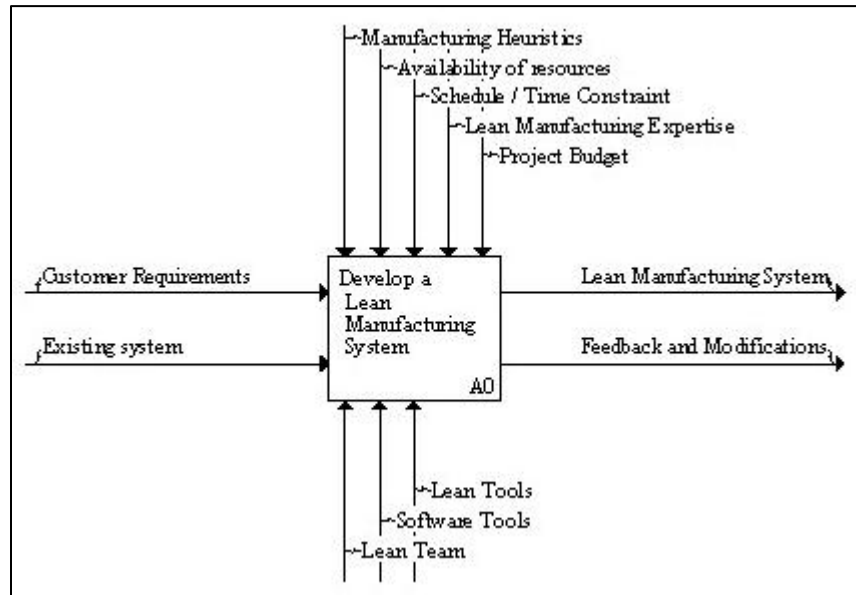 Manufacturing Heuristics
Availability of resources
Schedule / Time Constraint
Lean Manufacturing Expertise
Project Budget
Customer Requirements
Existing system
Develop a
Lean
Manufacturing
System
A0
Lean Manufacturing System
Feedback and Modifications
Lean Tools
Software Tools
Lean Team